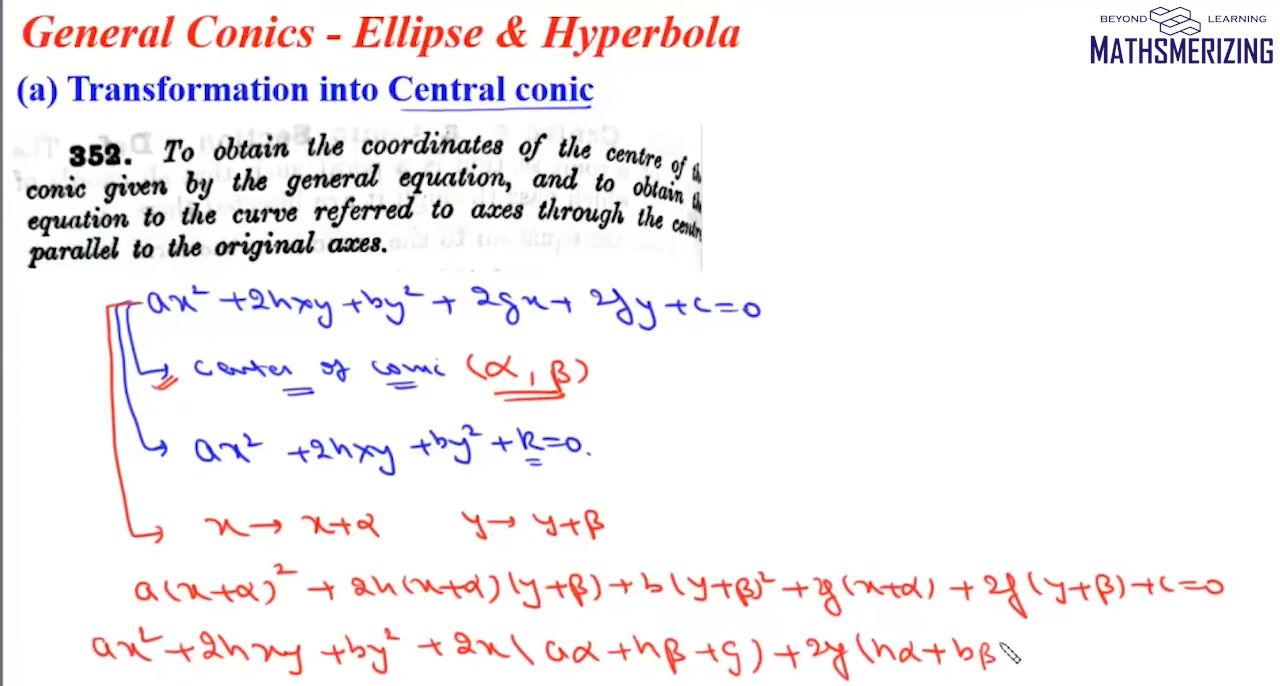 General Conics - Ellipse & Hyperbola
BEYOND LEARNING
MATHSMERIZING
(a) Transformation into Central conic
352. To obtain the coordinates of the centre of th
conic given by the general equation, and to obtain th
equation to the curve referred to axes through the centre
parallel to the original axes.
ax² + 2hxy + by² + 2gx + 2fy + c = 0
center of conic (α, β)
ax² + 2hxy + by² + k = 0.
x → x+α y → y+β
a(x+α)² + 2h(x+α)(y+β) + b(y+β)² + 2g(x+α) + 2f(y+β) + c = 0
ax² + 2hxy + by² + 2x(aα + hβ + g) + 2y(hα + bβ